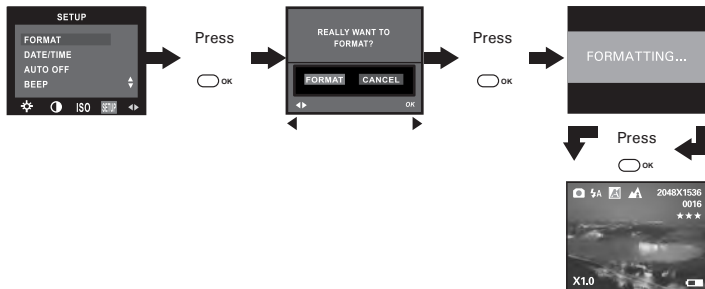 SETUP
FORMAT
DATE/TIME
AUTO OFF
BEEP
ISO SETUP
Press
OK
REALLY WANT TO
FORMAT?
FORMAT CANCEL
OK
Press
OK
FORMATTING...
Press
OK
A 2048X1536
0016
X1.0